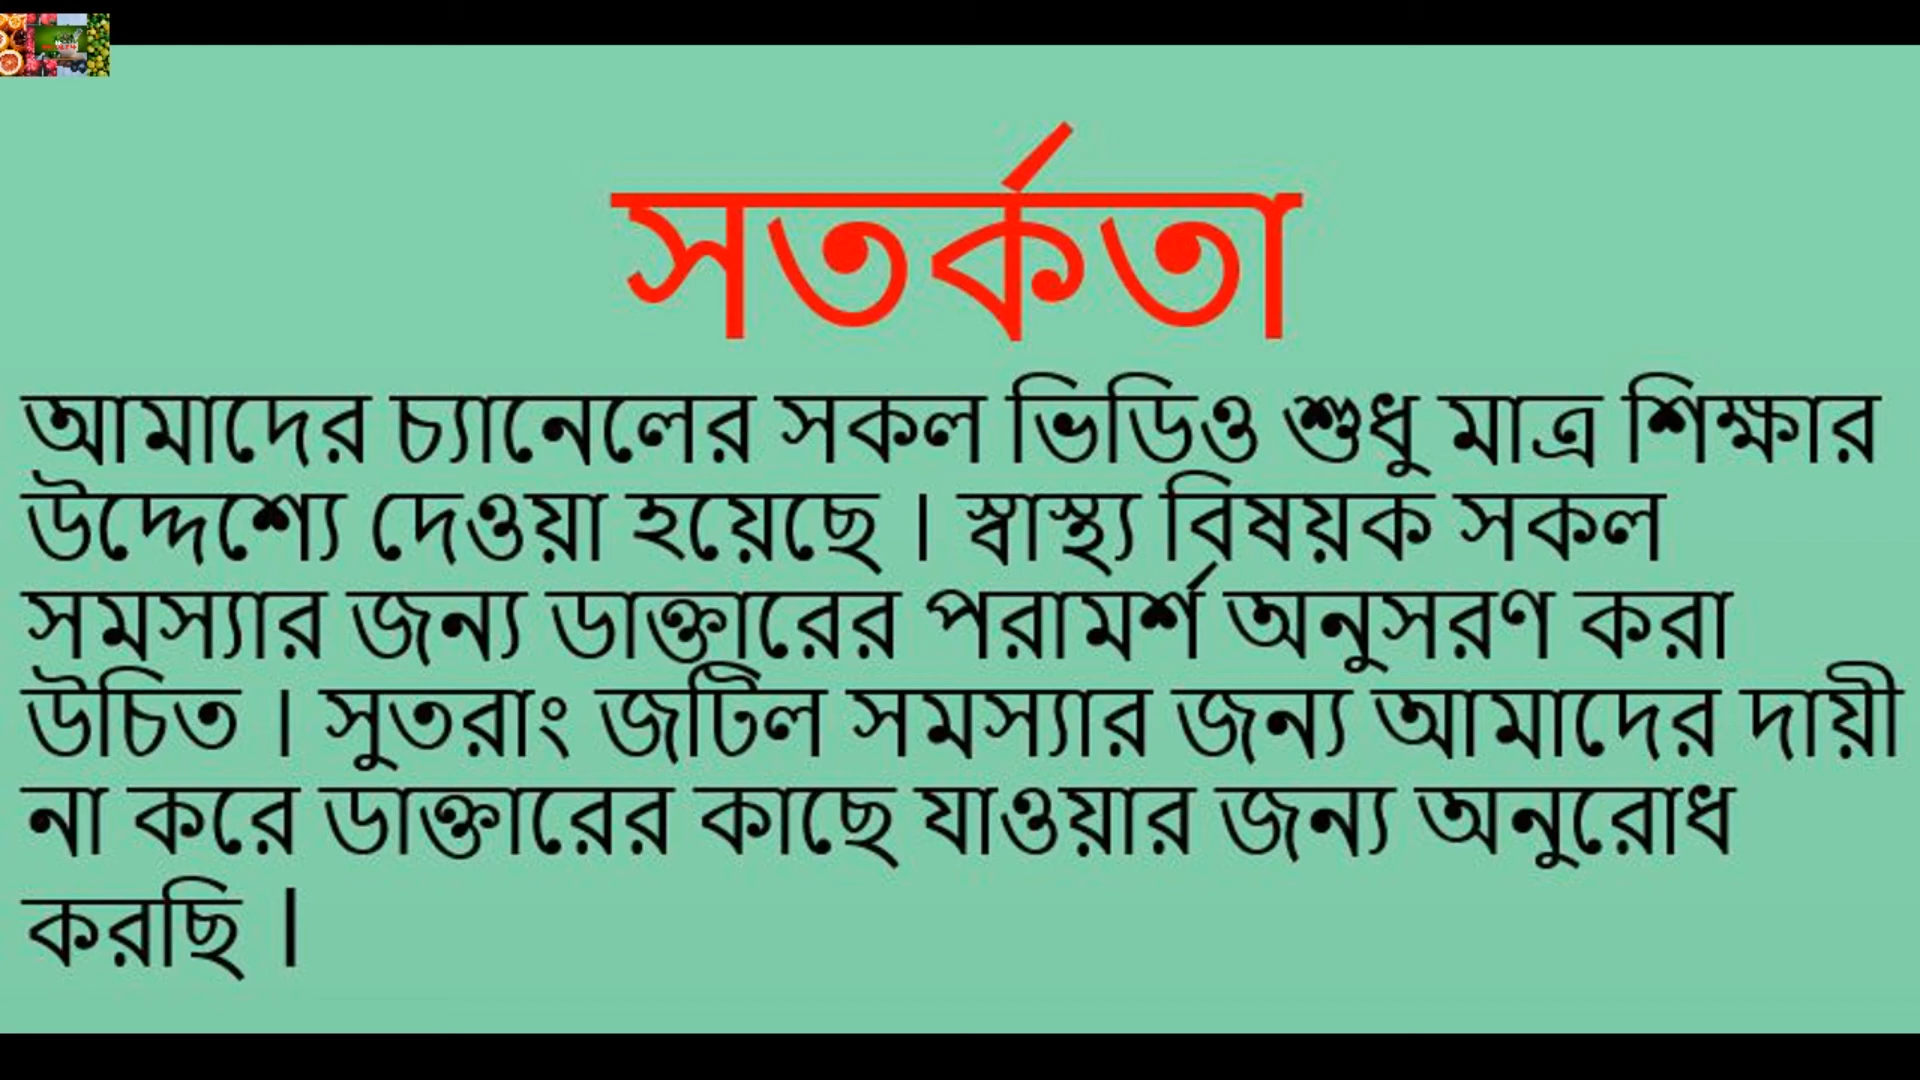 সতর্কতা
আমাদের চ্যানেলের সকল ভিডিও শুধু মাত্র শিক্ষার
উদ্দেশ্যে দেওয়া হয়েছে । স্বাস্থ্য বিষয়ক সকল
সমস্যার জন্য ডাক্তারের পরামর্শ অনুসরণ করা
উচিত । সুতরাং জটিল সমস্যার জন্য আমাদের দায়ী
না করে ডাক্তারের কাছে যাওয়ার জন্য অনুরোধ
করছি ।